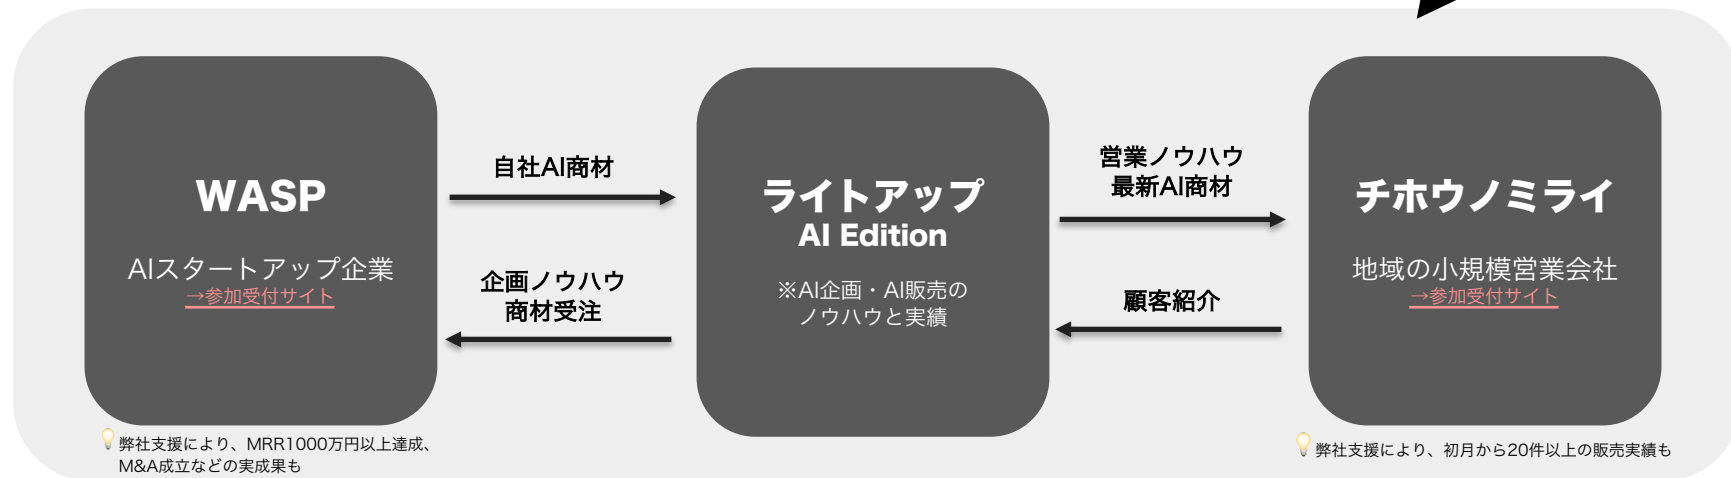 WASP
AIスタートアップ企業
→参加受付サイト
💡弊社支援により、MRR1000万円以上達成、
M&A成立などの実成果も
自社AI商材
企画ノウハウ
商材受注
ライトアップ
AI Edition
※AI企画・AI販売の
ノウハウと実績
営業ノウハウ
最新AI商材
顧客紹介
チホウノミライ
地域の小規模営業会社
→参加受付サイト
💡弊社支援により、初月から20件以上の販売実績も